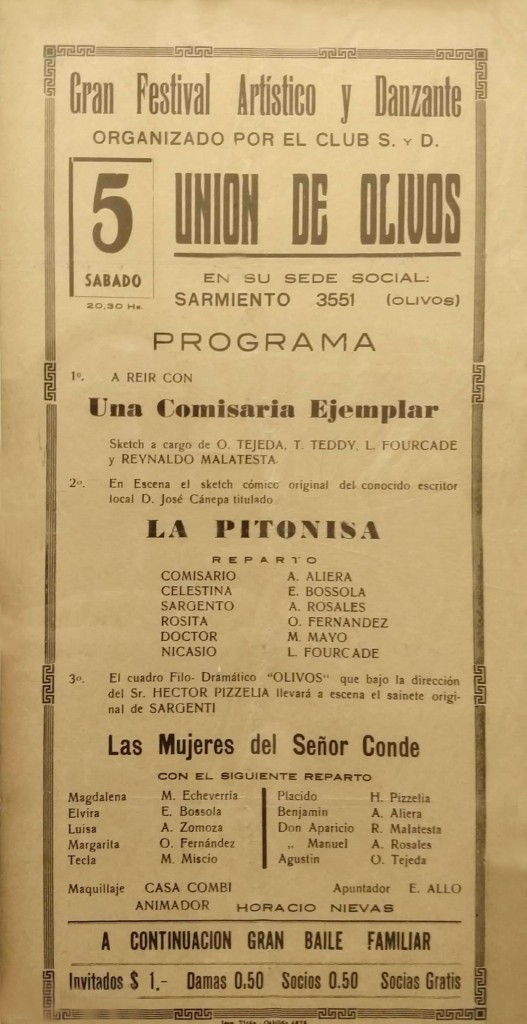 Gran Festival Artístico y Danzante
ORGANIZADO POR EL CLUB S. Y D.
5
SABADO
20,30 Hs.
UNION DE OLIVOS
EN SU SEDE SOCIAL:
SARMIENTO 3551 (OLIVOS)
PROGRAMA
1º. A REIR CON
Una Comisaria Ejemplar
Sketch a cargo de O. TEJEDA, T. TEDDY, L. FOURCADE
y REYNALDO MALATESTA.
2º. En Escena el sketch cómico original del conocido escritor
local D. José Cánepa titulado
LA PITONISA
REPARTO
COMISARIO A. ALIERA
CELESTINA E. BOSSOLA
SARGENTO A. ROSALES
ROSITA O. FERNANDEZ
DOCTOR M. MAYO
NICASIO L. FOURCADE
3º. El cuadro Filo- Dramático "OLIVOS" que bajo la dirección
del Sr. HECTOR PIZZELIA llevará a escena el sainete origi-
nal de SARGENTI
Las Mujeres del Señor Conde
CON EL SIGUIENTE REPARTO
Magdalena M. Echeverría
Elvira E. Bossola
Luisa A. Zomoza
Margarita O. Fernández
Tecla M. Miscio
Placido H. Pizzelia
Benjamin A. Aliera
Don Aparicio R. Malatesta
„ Manuel A. Rosales
Agustin O. Tejeda
Maquillaje CASA COMBI Apuntador E. ALLO
ANIMADOR HORACIO NIEVAS
A CONTINUACION GRAN BAILE FAMILIAR
Invitados $ 1.- Damas 0.50 Socios 0.50 Socias Gratis